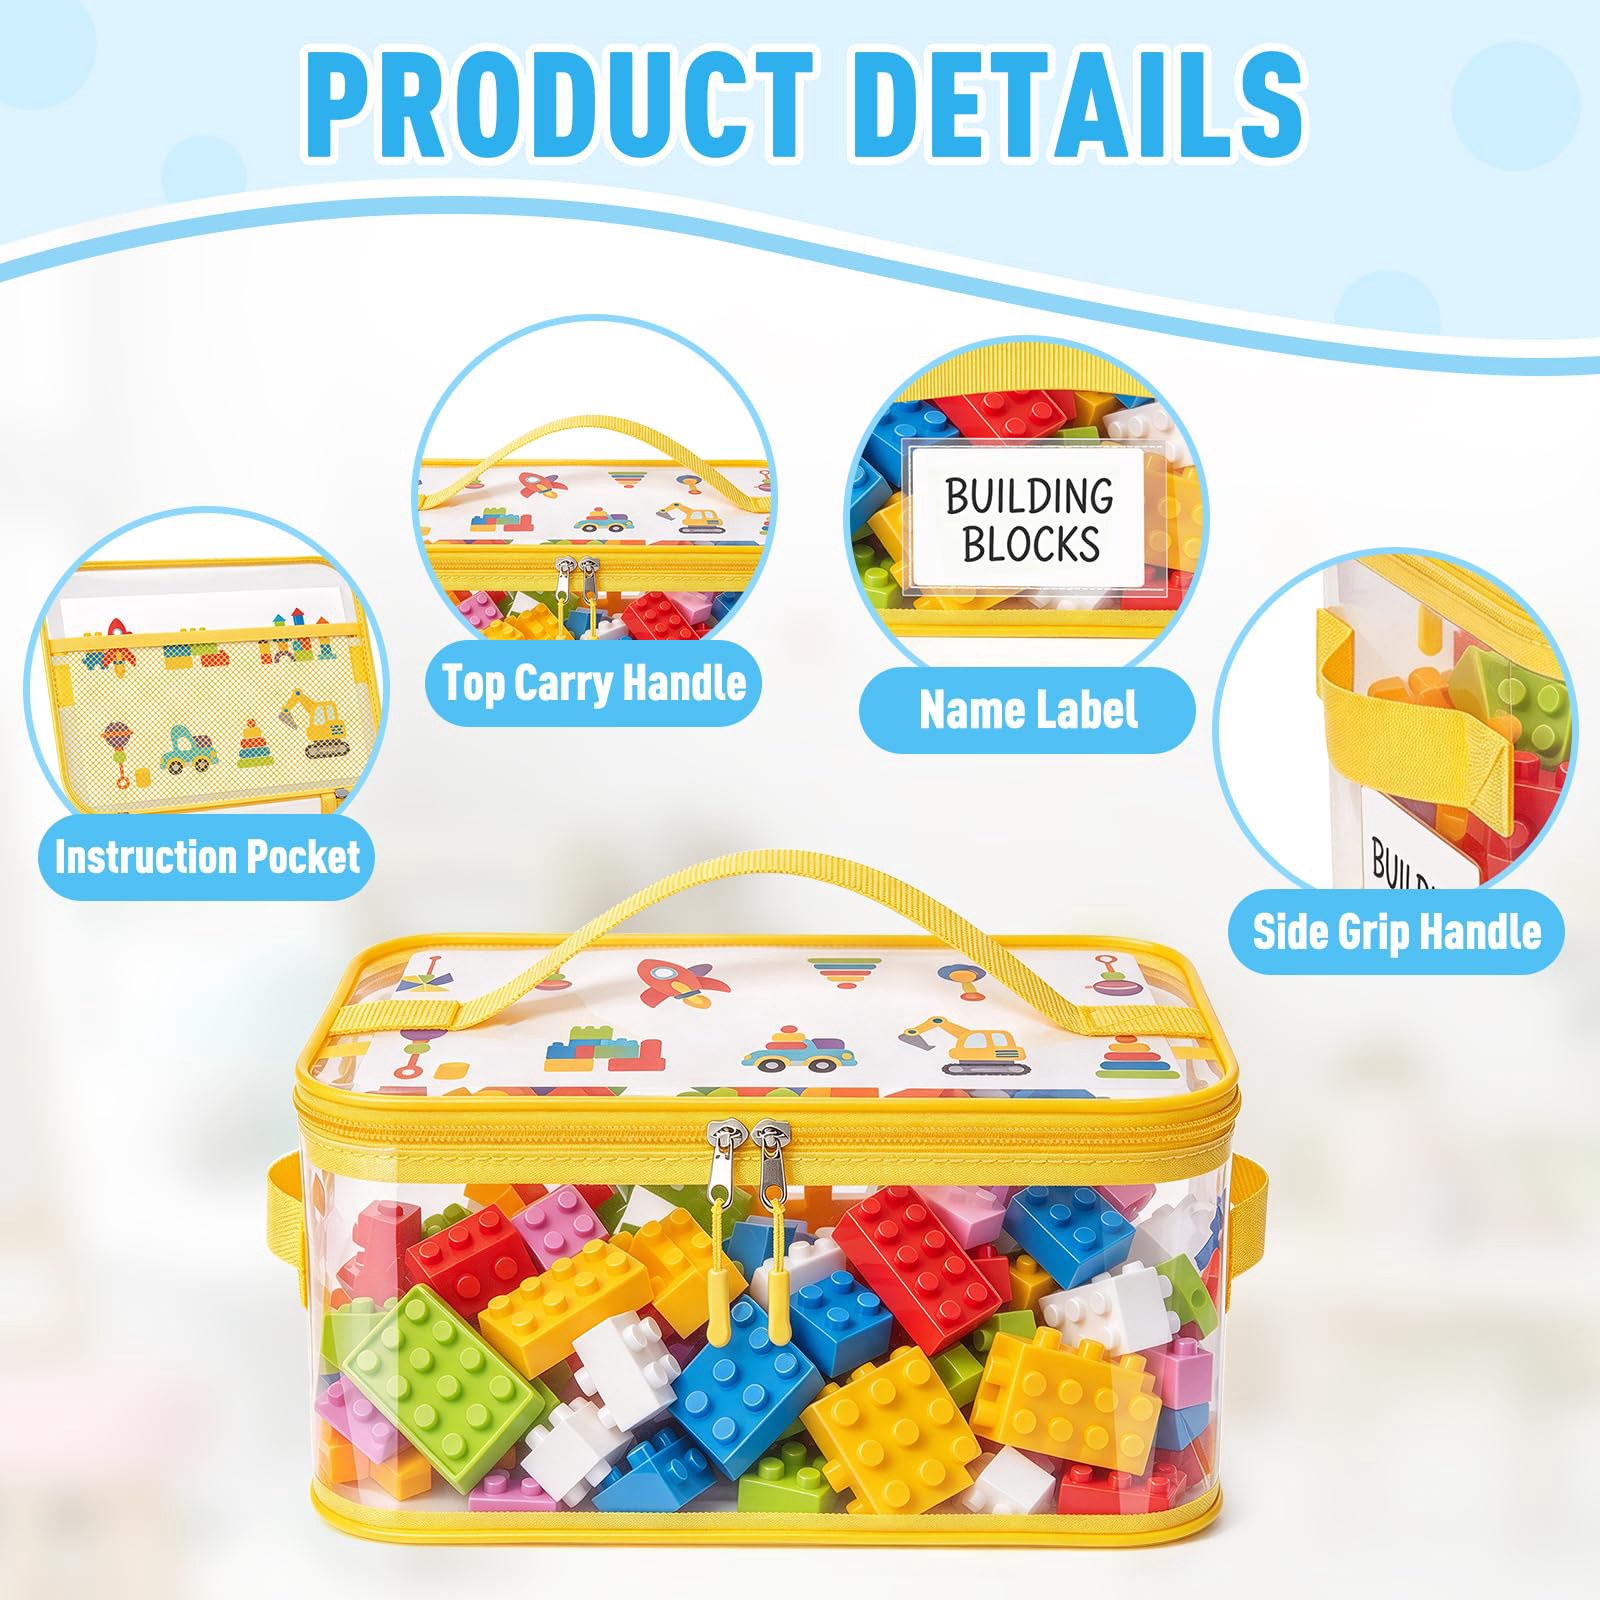 PRODUCT DETAILS
Top Carry Handle
BUILDING
BLOCKS
Name Label
Instruction Pocket
Side Grip Handle